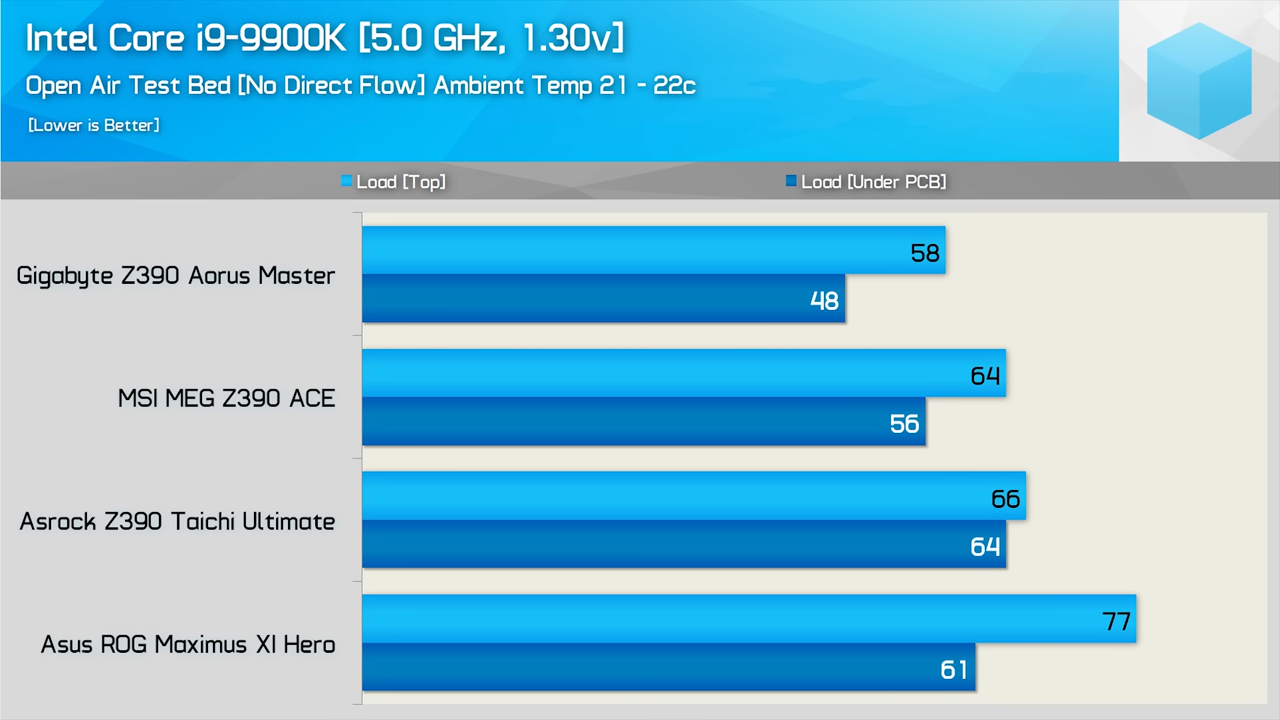 Intel Core i9-9900K [5.0 GHz, 1.30v]
Open Air Test Bed [No Direct Flow] Ambient Temp 21 - 22c
[Lower is Better]
Load [Top] Load [Under PCB]
Gigabyte Z390 Aorus Master
58
48
MSI MEG Z390 ACE
64
56
Asrock Z390 Taichi Ultimate
66
64
Asus ROG Maximus XI Hero
77
61